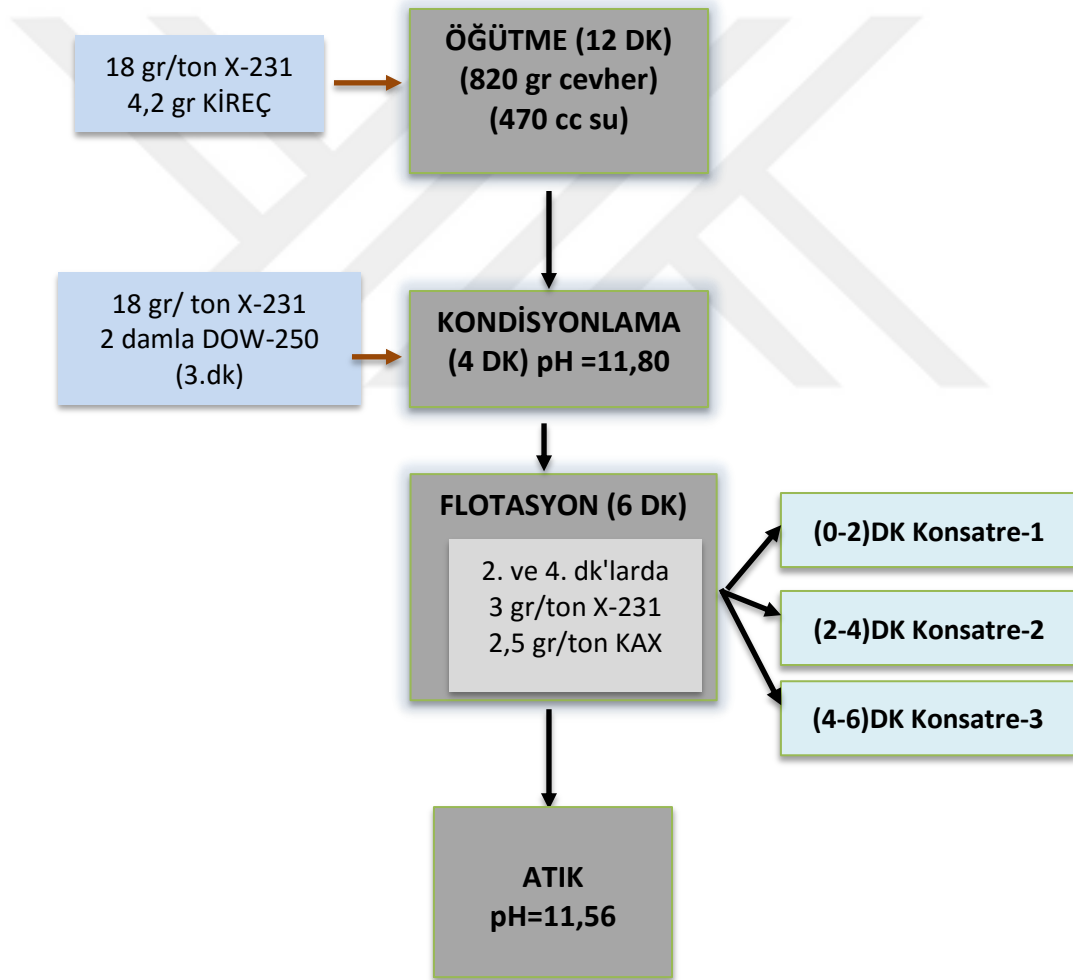 18 gr/ton X-231
4,2 gr KİREÇ
ÖĞÜTME (12 DK)
(820 gr cevher)
(470 cc su)
18 gr/ ton X-231
2 damla DOW-250
(3.dk)
KONDİSYONLAMA
(4 DK) pH =11,80
FLOTASYON (6 DK)
2. ve 4. dk'larda
3 gr/ton X-231
2,5 gr/ton KAX
(0-2)DK Konsatre-1
(2-4)DK Konsatre-2
(4-6)DK Konsatre-3
ATIK
pH=11,56